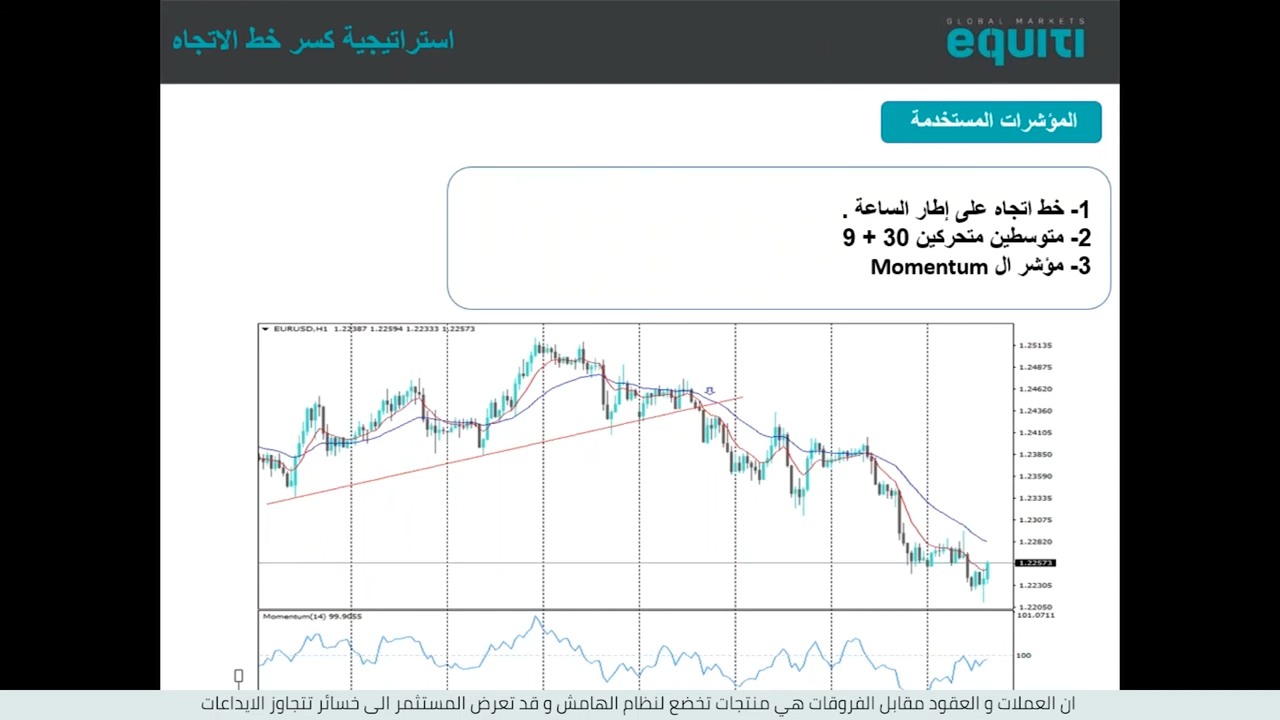 استراتيجية كسر خط الاتجاه
GLOBAL MARKETS
equiti
المؤشرات المستخدمة
1- خط اتجاه على إطار الساعة .
2- متوسطين متحركين 30 + 9
3- مؤشر ال Momentum
EURUSD,H1 1.22387 1.22594 1.22333 1.22573
1.25135
1.24875
1.24620
1.24360
1.24105
1.23850
1.23590
1.23335
1.23075
1.22820
1.22573
1.22305
1.22050
Momentum(14) 99.9055
101.0711
100
ان العملات و العقود مقابل الفروقات هي منتجات تخضع لنظام الهامش و قد تعرض المستثمر الى خسائر تتجاوز الايداعات